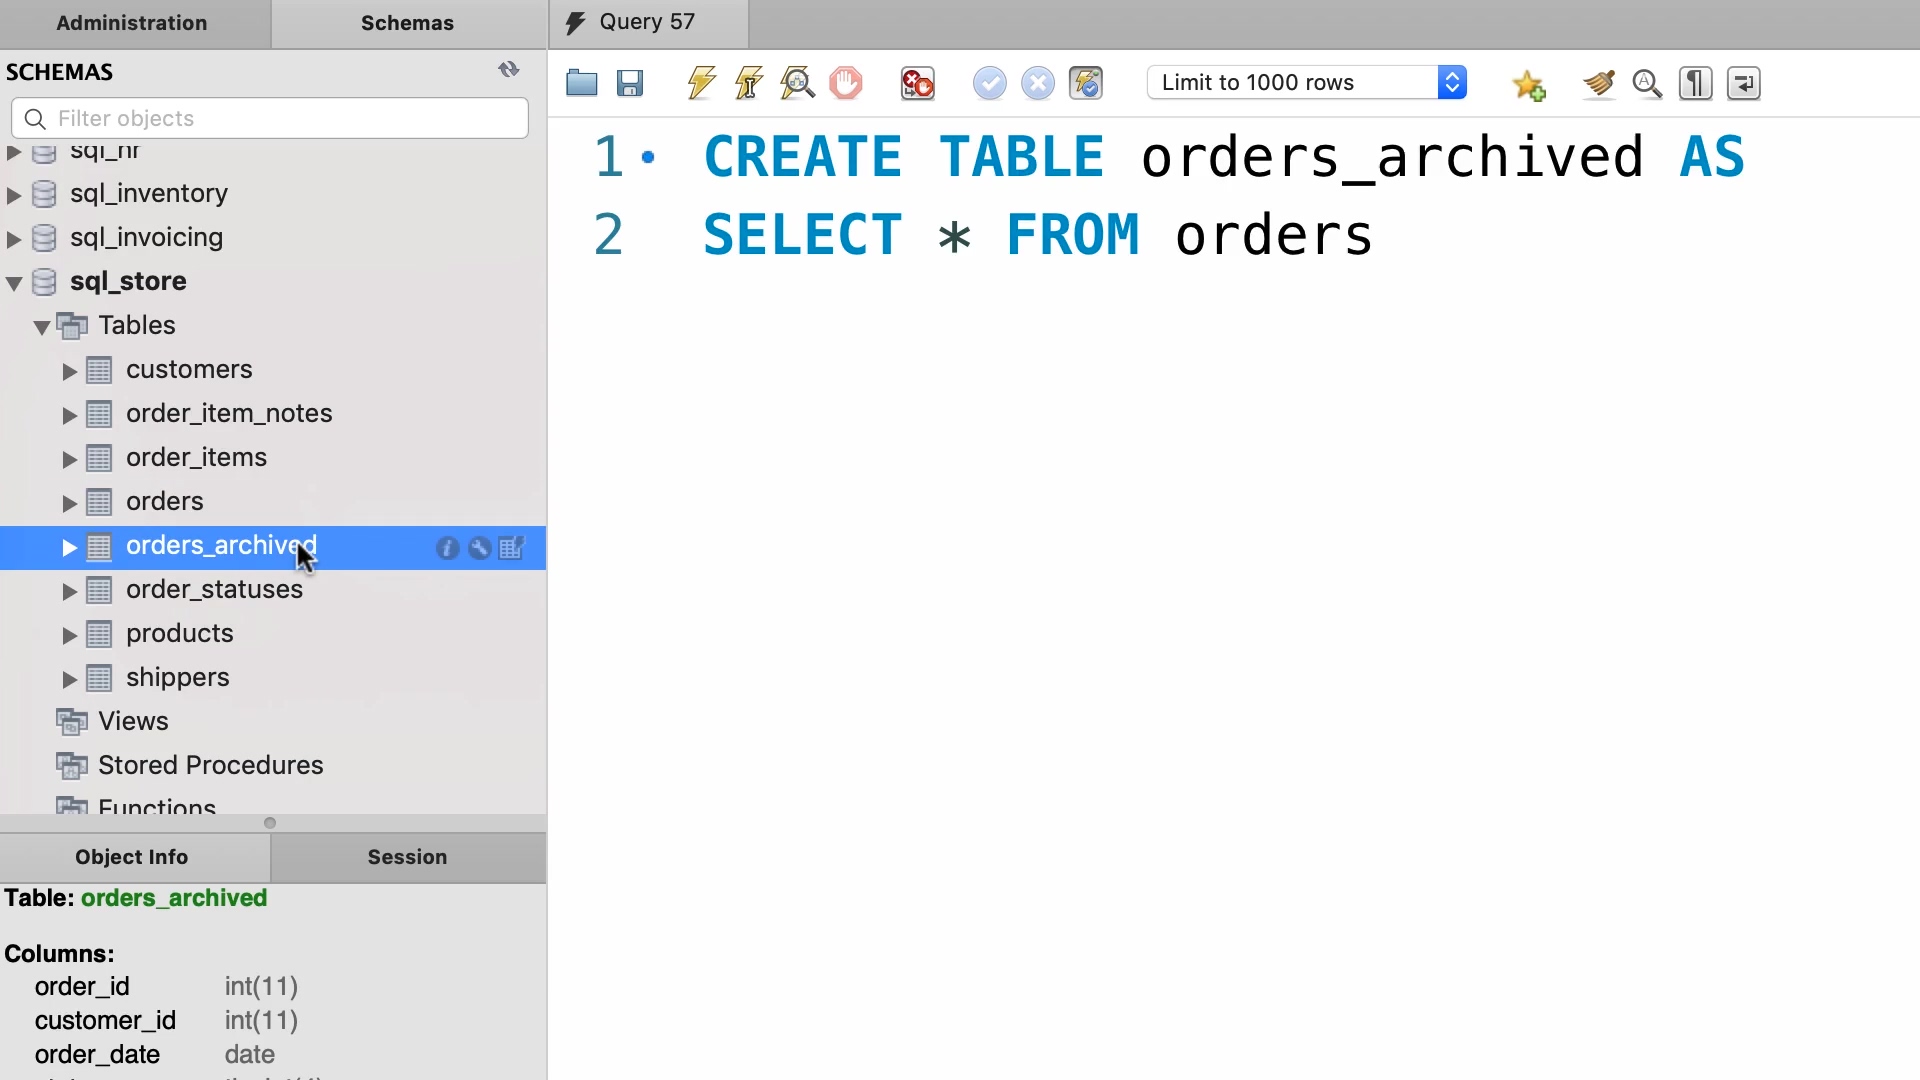 Administration
Schemas
Query 57
SCHEMAS
Limit to 1000 rows
Filter objects
sql_hr
sql_inventory
sql_invoicing
sql_store
Tables
customers
order_item_notes
order_items
orders
orders_archived
order_statuses
products
shippers
Views
Stored Procedures
Functions
1 CREATE TABLE orders_archived AS
2 SELECT * FROM orders
Object Info
Session
Table: orders_archived
Columns:
order_id int(11)
customer_id int(11)
order_date date